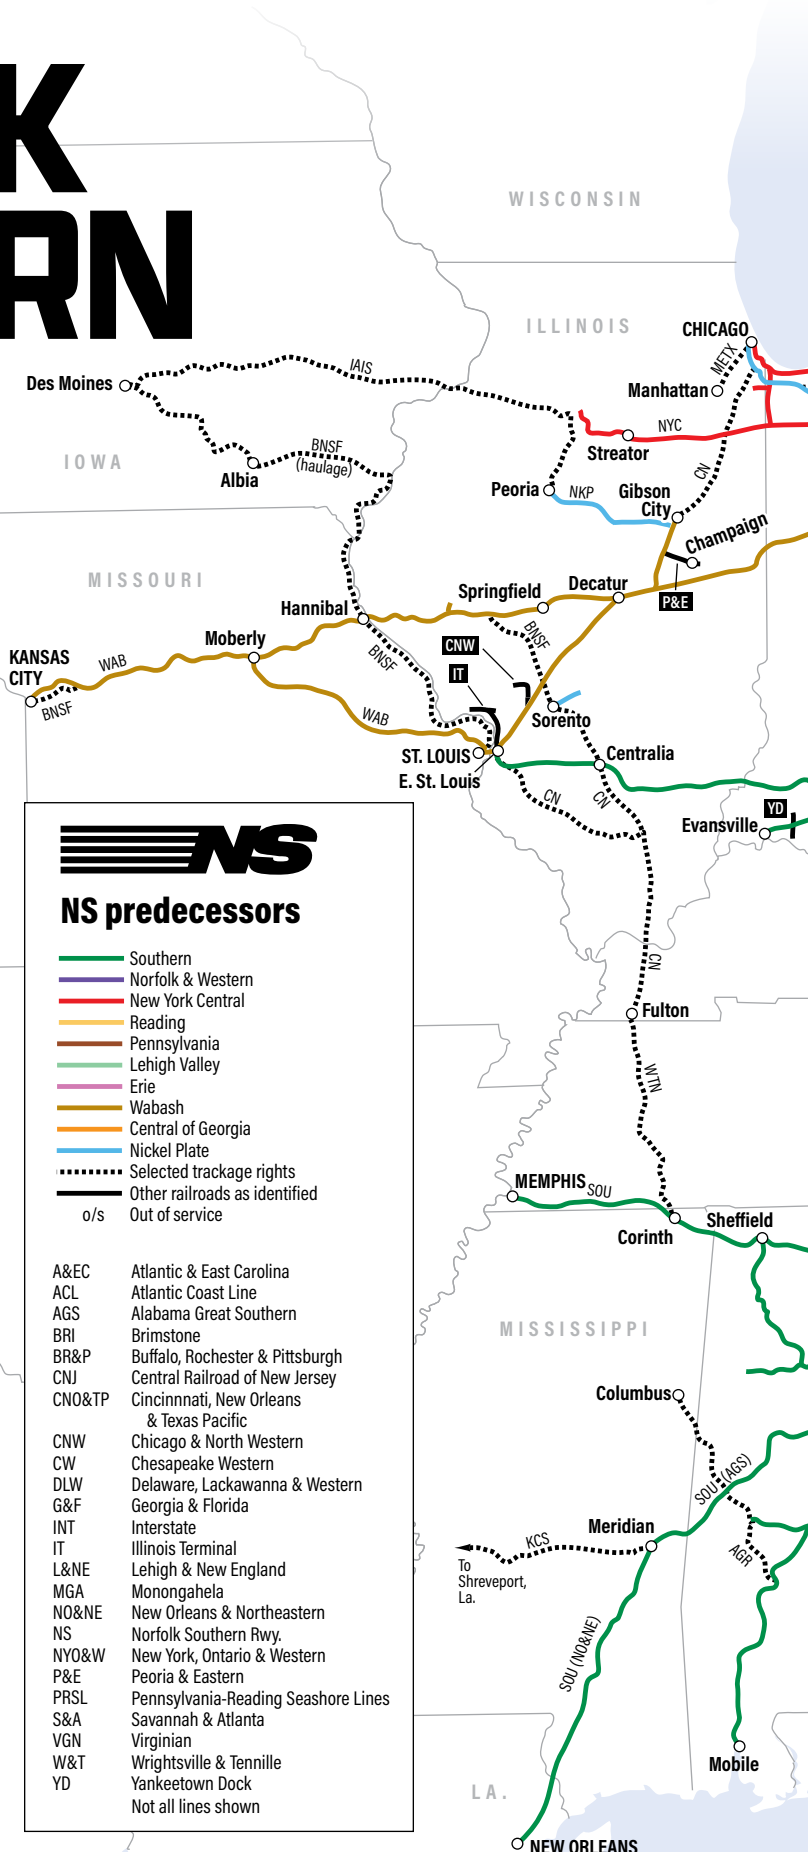 K
RN
WISCONSIN
ILLINOIS
CHICAGO
METX
IAIS
Des Moines
Manhattan
NYC
BNSF
(haulage)
IOWA
Streator
CN
Albia
Peoria
NKP
Gibson
City
Champaign
MISSOURI
Springfield
Decatur
P&E
Hannibal
Moberly
CNW
BNSF
KANSAS
CITY
WAB
BNSF
IT
BNSF
WAB
Sorento
ST. LOUIS
E. St. Louis
Centralia
CN
CN
Evansville
YD
NS
NS predecessors
Southern
Norfolk & Western
New York Central
Reading
Pennsylvania
Lehigh Valley
Erie
Wabash
Central of Georgia
Nickel Plate
Selected trackage rights
Other railroads as identified
o/s Out of service
A&EC Atlantic & East Carolina
ACL Atlantic Coast Line
AGS Alabama Great Southern
BRI Brimstone
BR&P Buffalo, Rochester & Pittsburgh
CNJ Central Railroad of New Jersey
CNO&TP Cincinnnati, New Orleans
& Texas Pacific
CNW Chicago & North Western
CW Chesapeake Western
DLW Delaware, Lackawanna & Western
G&F Georgia & Florida
INT Interstate
IT Illinois Terminal
L&NE Lehigh & New England
MGA Monongahela
NO&NE New Orleans & Northeastern
NS Norfolk Southern Rwy.
NYO&W New York, Ontario & Western
P&E Peoria & Eastern
PRSL Pennsylvania-Reading Seashore Lines
S&A Savannah & Atlanta
VGN Virginian
W&T Wrightsville & Tennille
YD Yankeetown Dock
Not all lines shown
CN
Fulton
WTN
MEMPHIS
SOU
Corinth
Sheffield
MISSISSIPPI
Columbus
SOU (AGS)
Meridian
KCS
AGR
To
Shreveport,
La.
SOU (NO&NE)
Mobile
LA.
NEW ORLEANS